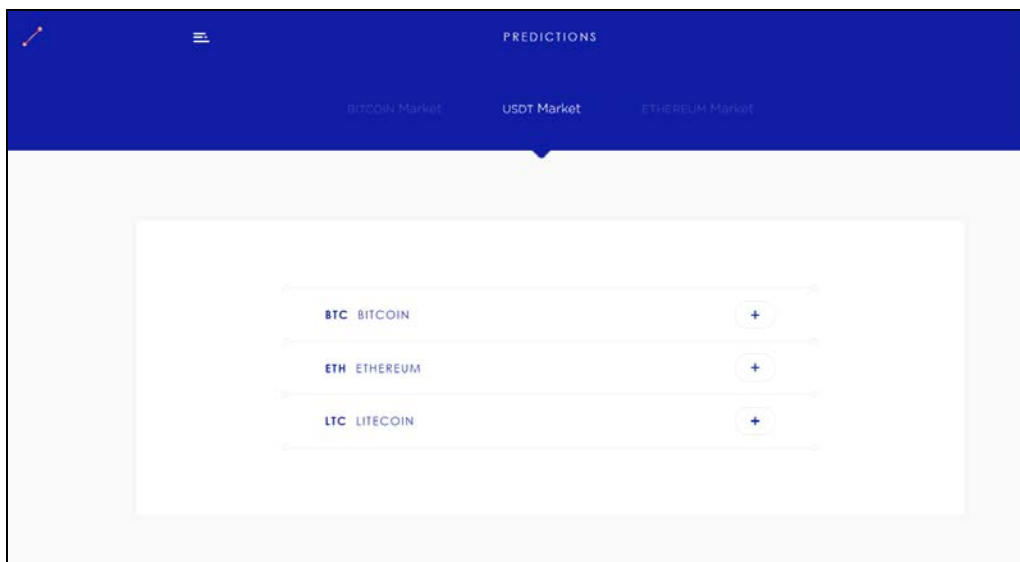 PREDICTIONS
BITCOIN Market USDT Market ETHEREUM Market
BTC BITCOIN +
ETH ETHEREUM +
LTC LITECOIN +